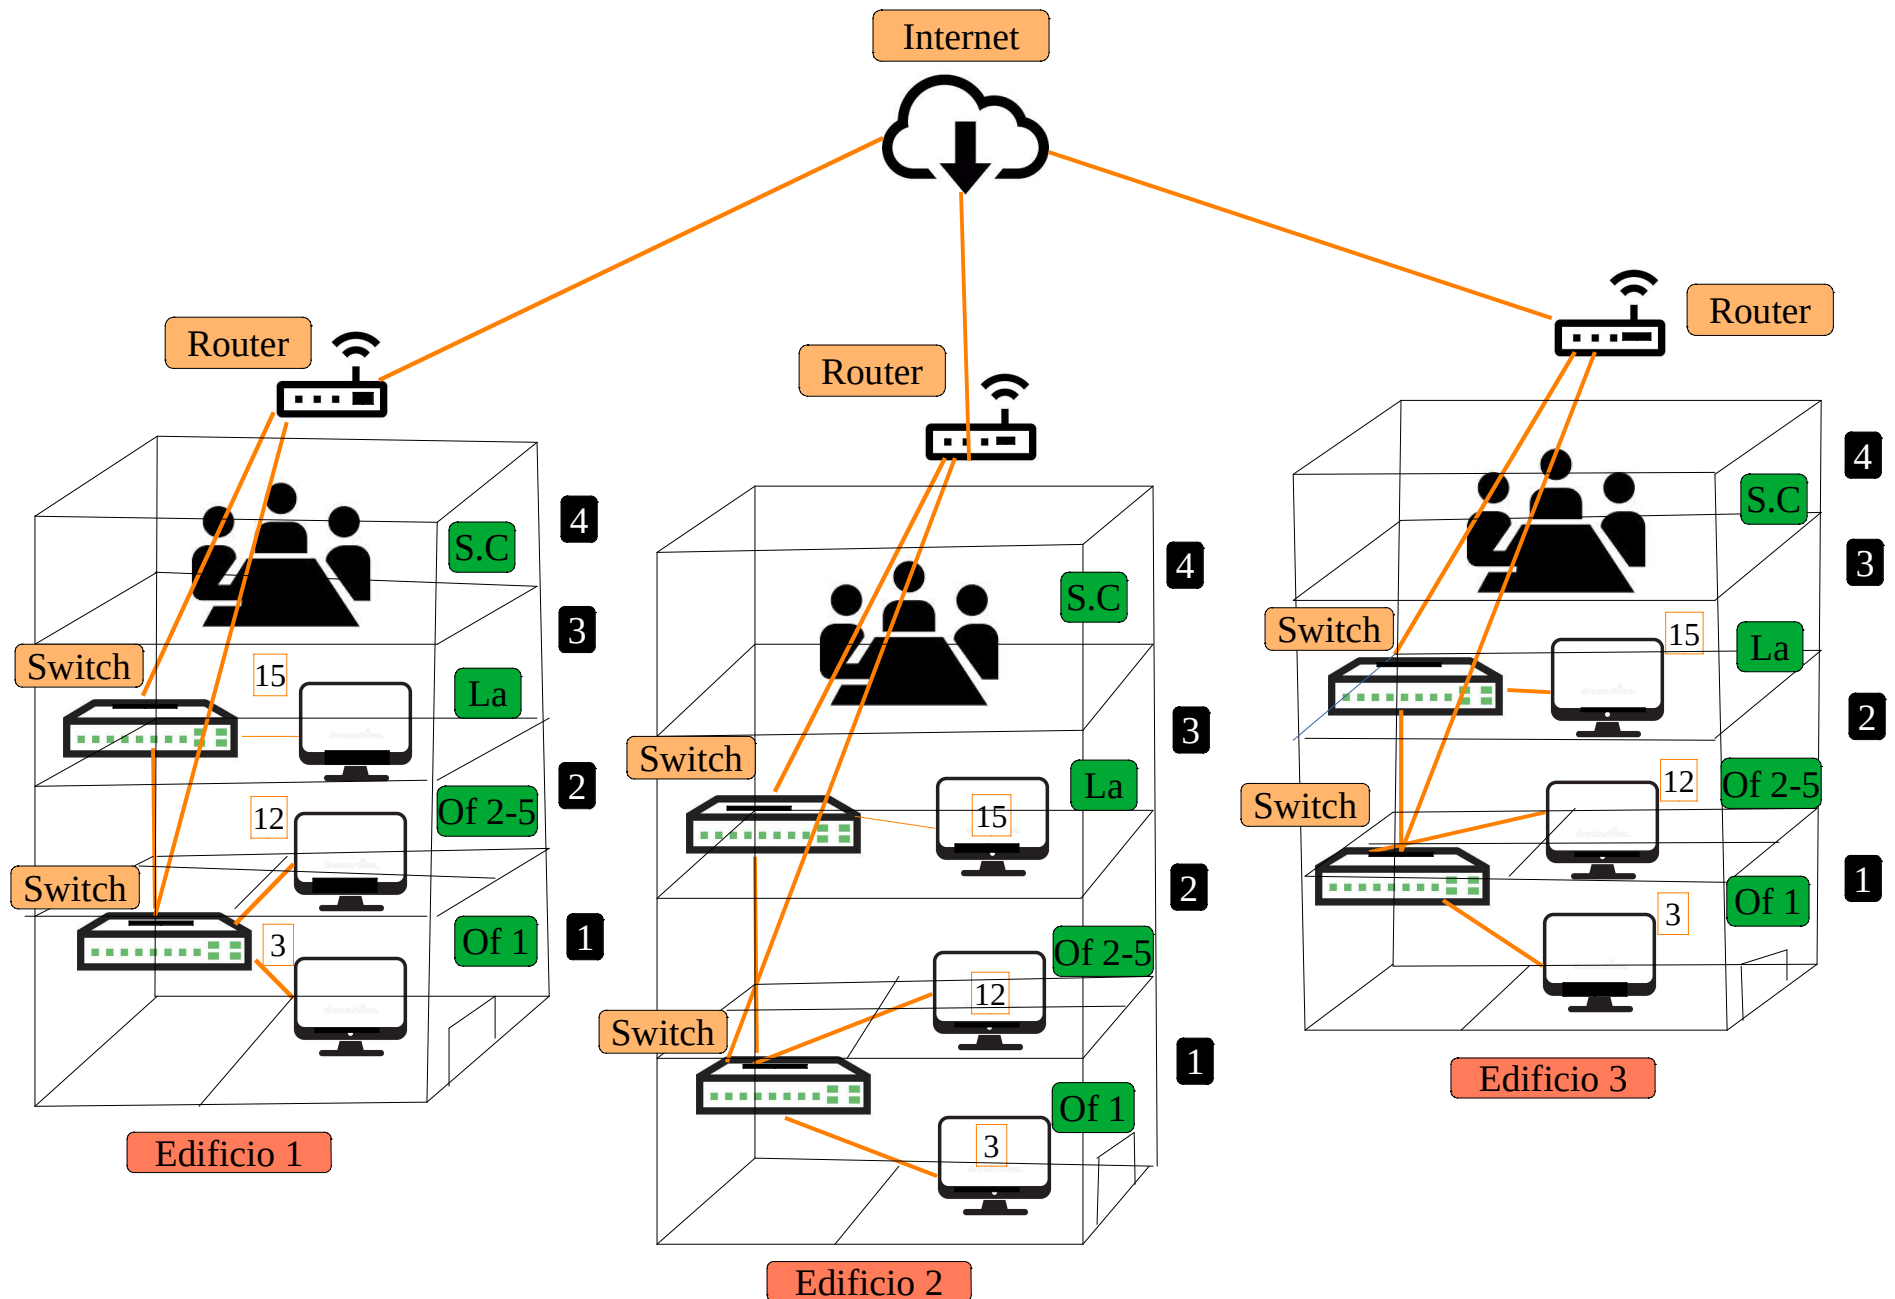 Internet
Router
Router
Router
S.C
4
3
Switch
15
La
2
12
Of 2-5
Switch
3
Of 1
1
Edificio 1
S.C
4
3
Switch
15
La
2
12
Of 2-5
Switch
1
3
Of 1
Edificio 2
4
S.C
3
Switch
15
La
2
12
Of 2-5
Switch
1
3
Of 1
Edificio 3